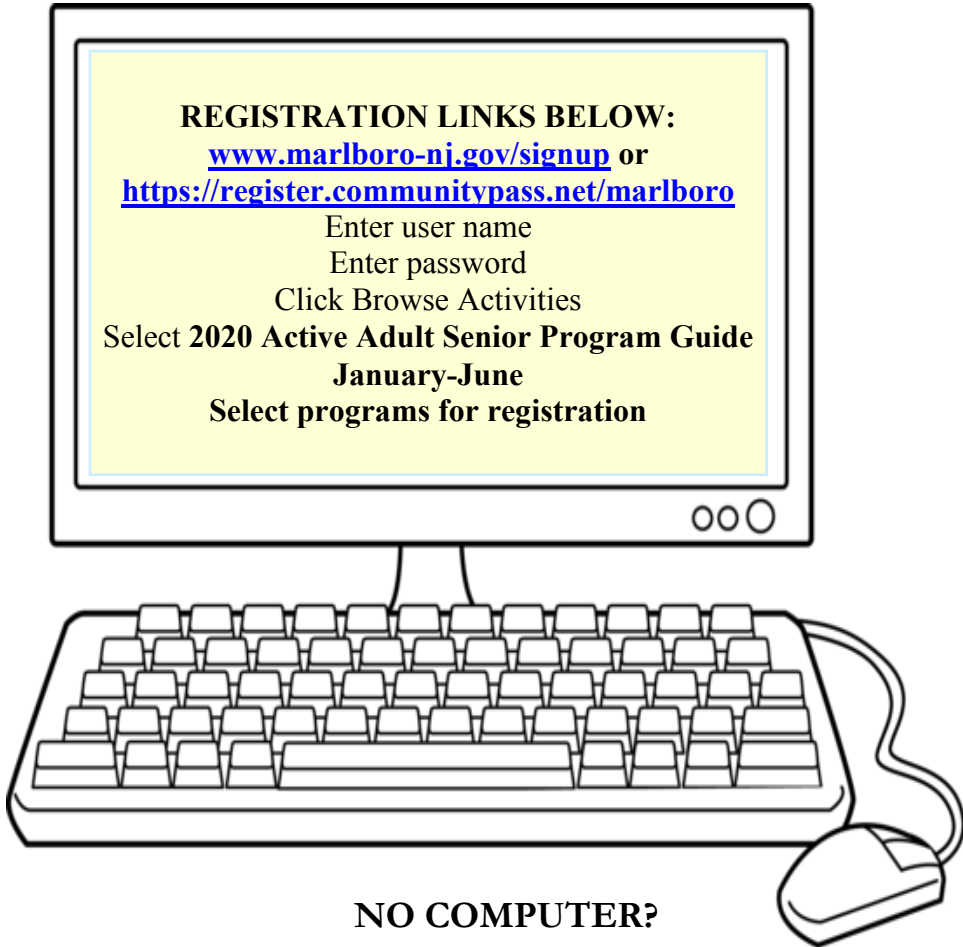 REGISTRATION LINKS BELOW:
www.marlboro-nj.gov/signup or
https://register.communitypass.net/marlboro
Enter user name
Enter password
Click Browse Activities
Select 2020 Active Adult Senior Program Guide
January-June
Select programs for registration
NO COMPUTER?